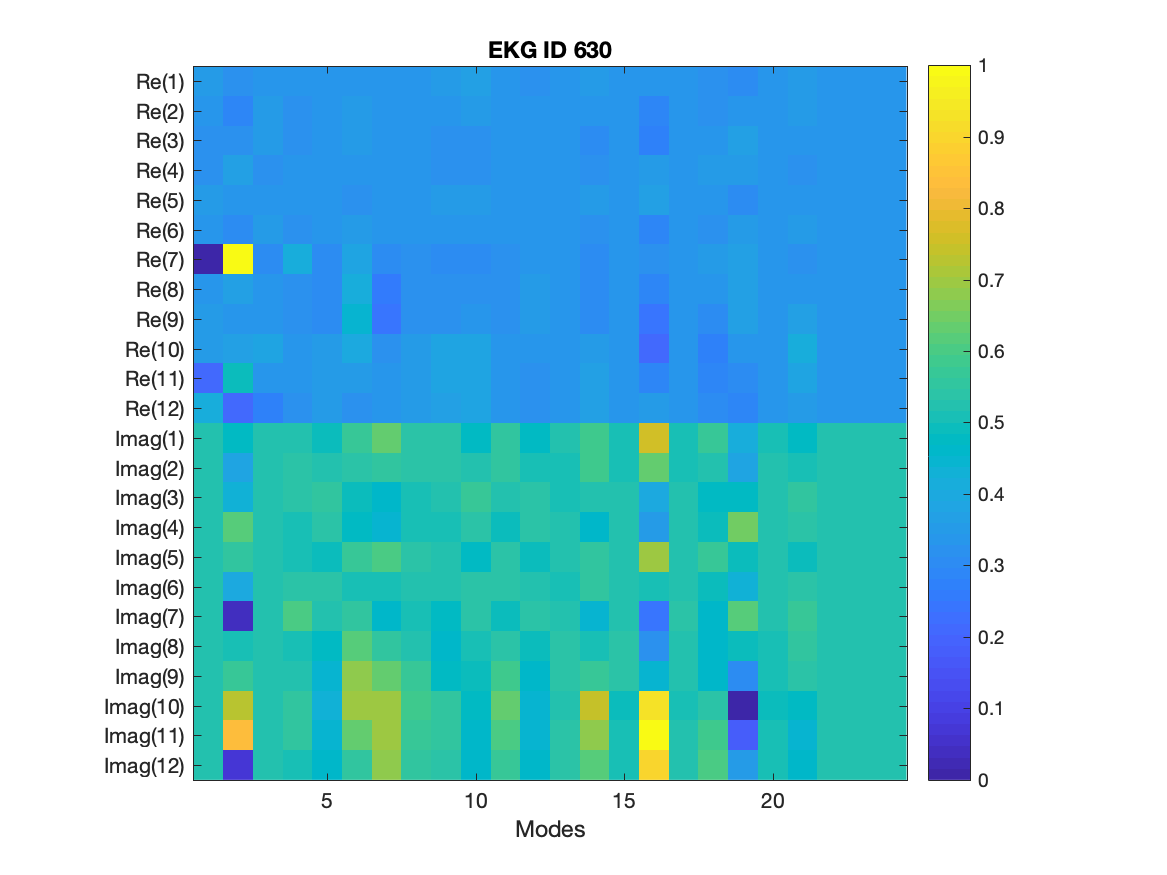 EKG ID 630
Re(1)
Re(2)
Re(3)
Re(4)
Re(5)
Re(6)
Re(7)
Re(8)
Re(9)
Re(10)
Re(11)
Re(12)
Imag(1)
Imag(2)
Imag(3)
Imag(4)
Imag(5)
Imag(6)
Imag(7)
Imag(8)
Imag(9)
Imag(10)
Imag(11)
Imag(12)
5 10 15 20
Modes
1
0.9
0.8
0.7
0.6
0.5
0.4
0.3
0.2
0.1
0